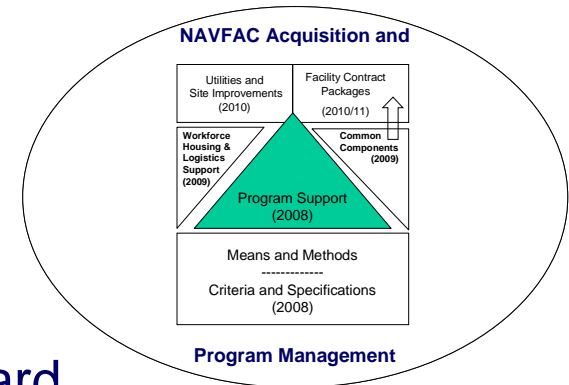 NAVFAC Acquisition and
Utilities and
Site Improvements
(2010)
Facility Contract
Packages
(2010/11)
Workforce
Housing &
Logistics
Support
(2009)
Common
Components
(2009)
Program Support
(2008)
Means and Methods
-------------
Criteria and Specifications
(2008)
Program Management